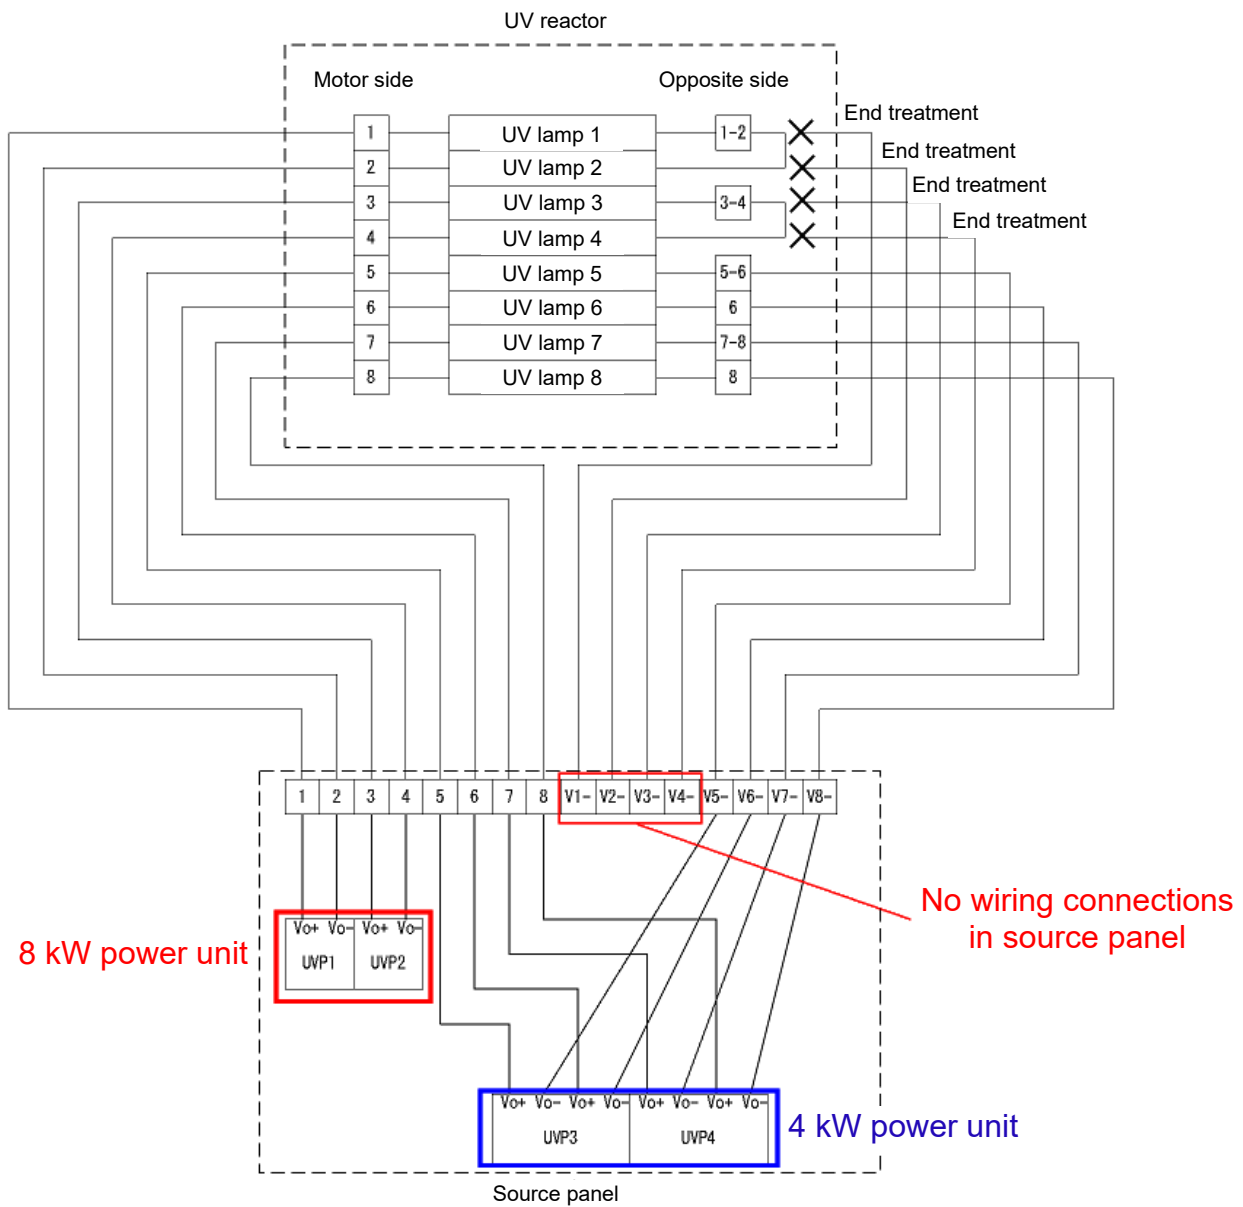 UV reactor
Motor side
Opposite side
End treatment
1
UV lamp 1
1-2
End treatment
2
UV lamp 2
End treatment
3
UV lamp 3
3-4
End treatment
4
UV lamp 4
5
UV lamp 5
5-6
6
UV lamp 6
6
7
UV lamp 7
7-8
8
UV lamp 8
8
1 2 3 4 5 6 7 8 V1- V2- V3- V4- V5- V6- V7- V8-
No wiring connections
in source panel
Vo+ Vo- Vo+ Vo-
8 kW power unit
UVP1 UVP2
Vo+ Vo- Vo+ Vo- Vo+ Vo- Vo+ Vo-
4 kW power unit
UVP3 UVP4
Source panel